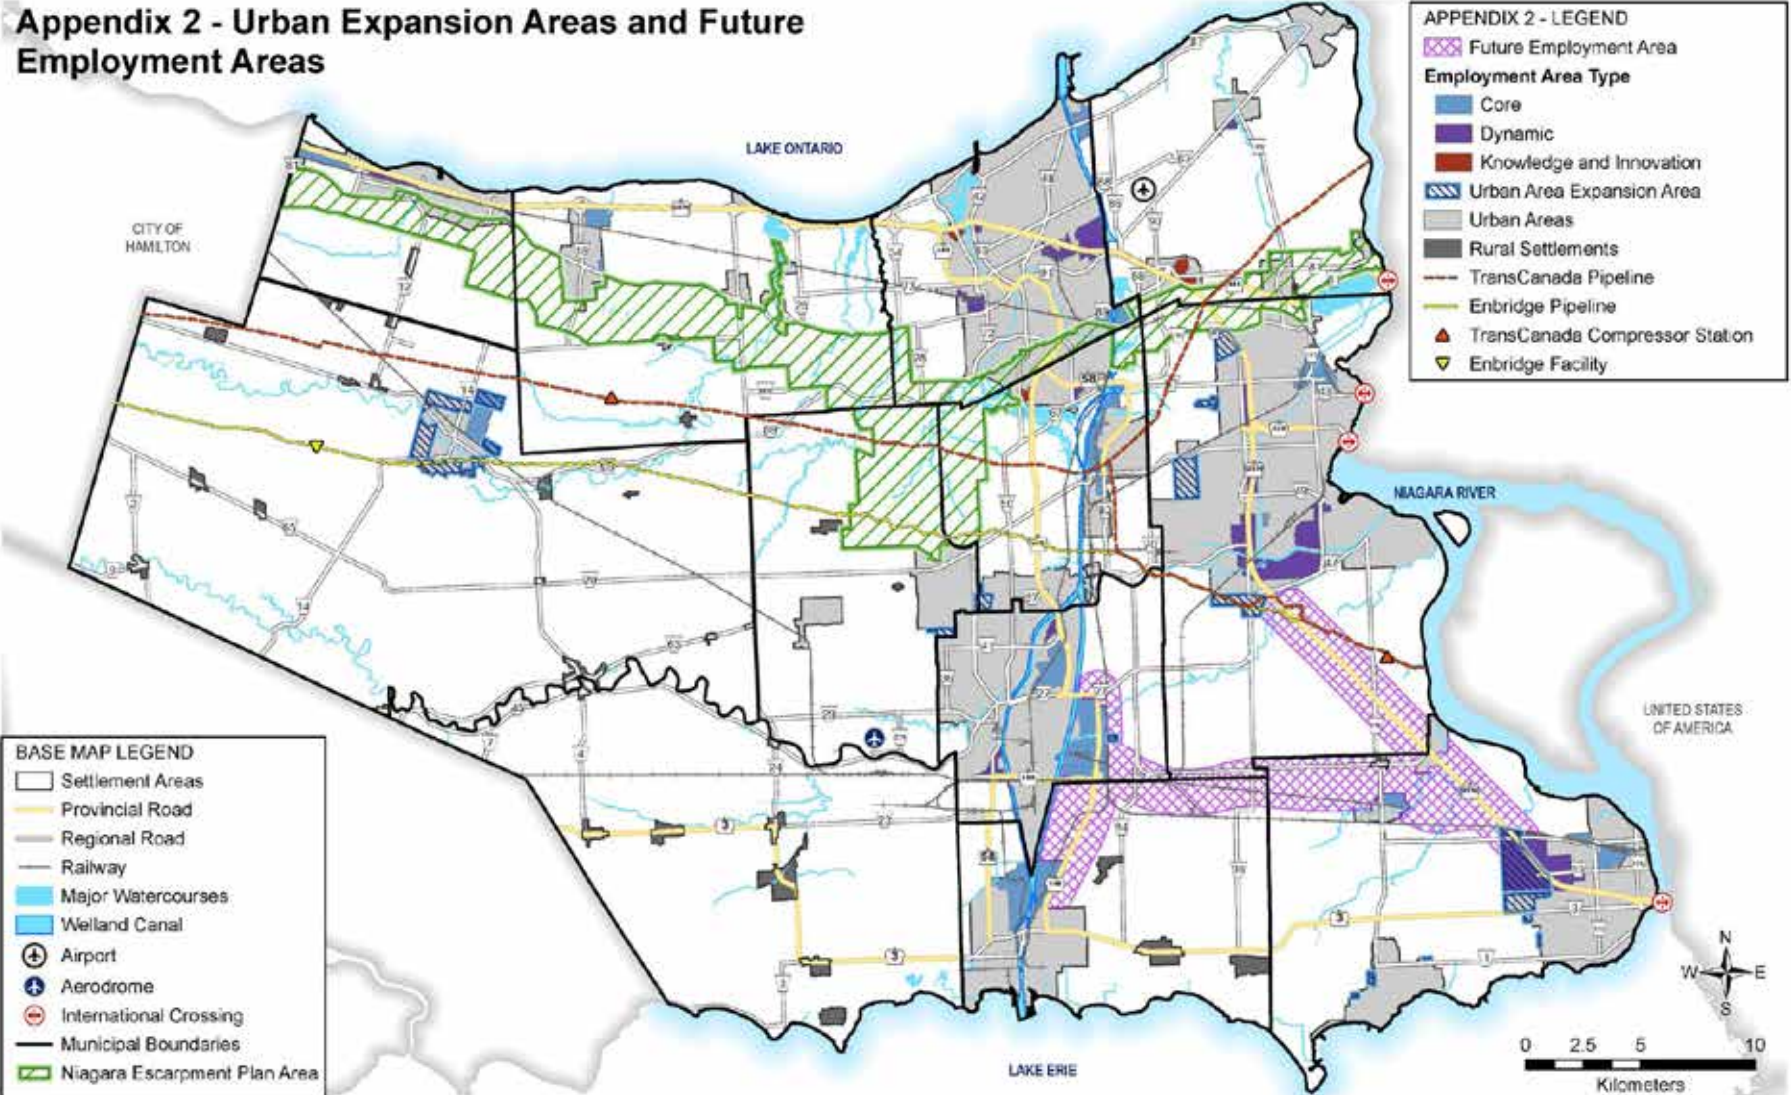 Appendix 2 - Urban Expansion Areas and Future
Employment Areas
APPENDIX 2 - LEGEND
Future Employment Area
Employment Area Type
Core
Dynamic
Knowledge and Innovation
Urban Area Expansion Area
Urban Areas
Rural Settlements
TransCanada Pipeline
Enbridge Pipeline
TransCanada Compressor Station
Enbridge Facility
LAKE ONTARIO
CITY OF
HAMILTON
NIAGARA RIVER
UNITED STATES
OF AMERICA
LAKE ERIE
BASE MAP LEGEND
Settlement Areas
Provincial Road
Regional Road
Railway
Major Watercourses
Welland Canal
Airport
Aerodrome
International Crossing
Municipal Boundaries
Niagara Escarpment Plan Area
3
3
3
N
W
E
S
0 2.5 5 10
Kilometers